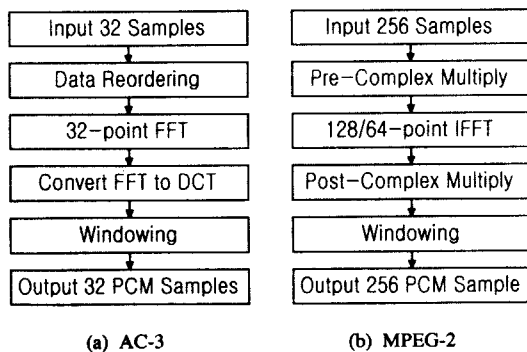 Input 32 Samples
Data Reordering
32-point FFT
Convert FFT to DCT
Windowing
Output 32 PCM Samples
(a) AC-3
Input 256 Samples
Pre-Complex Multiply
128/64-point IFFT
Post-Complex Multiply
Windowing
Output 256 PCM Sample
(b) MPEG-2